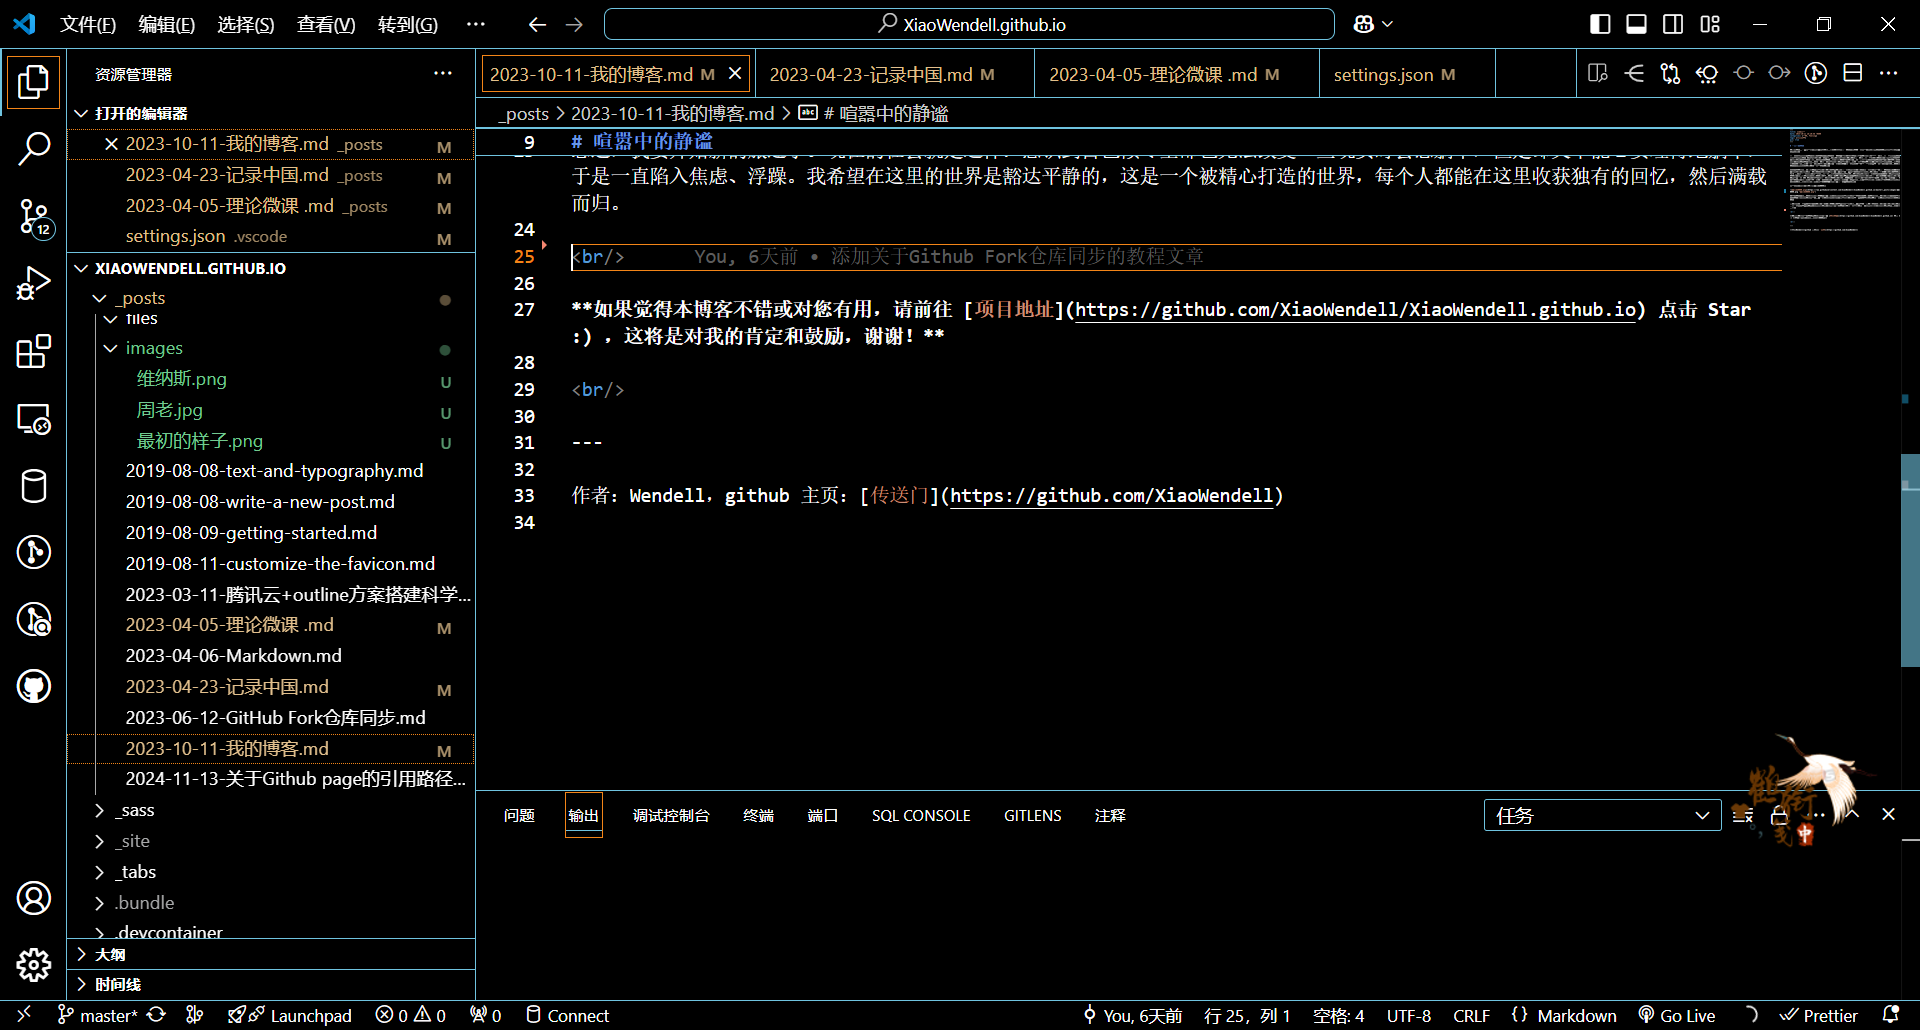 文件(F) 编辑(E) 选择(S) 查看(V) 转到(G) ··· XiaoWendell.github.io
资源管理器 ···
打开的编辑器
2023-10-11-我的博客.md _posts M
2023-04-23-记录中国.md _posts M
2023-04-05-理论微课 .md _posts M
settings.json .vscode M
XIAOWENDELL.GITHUB.IO
_posts
files
images
维纳斯.png U
周老.jpg U
最初的样子.png U
2019-08-08-text-and-typography.md
2019-08-08-write-a-new-post.md
2019-08-09-getting-started.md
2019-08-11-customize-the-favicon.md
2023-03-11-腾讯云+outline方案搭建科学...
2023-04-05-理论微课 .md M
2023-04-06-Markdown.md
2023-04-23-记录中国.md M
2023-06-12-GitHub Fork仓库同步.md
2023-10-11-我的博客.md M
2024-11-13-关于Github page的引用路径...
_sass
_site
_tabs
.bundle
.devcontainer
大纲
时间线
12
2023-10-11-我的博客.md M 2023-04-23-记录中国.md M 2023-04-05-理论微课 .md M settings.json M
_posts > 2023-10-11-我的博客.md > # 喧嚣中的静谧
9 # 喧嚣中的静谧
于是一直陷入焦虑、浮躁。我希望在这里的世界是豁达平静的，这是一个被精心打造的世界，每个人都能在这里收获独有的回忆，然后满载
而归。
24
25 <br/> You, 6天前 • 添加关于Github Fork仓库同步的教程文章
26
27 **如果觉得本博客不错或对您有用，请前往 [项目地址](https://github.com/XiaoWendell/XiaoWendell.github.io) 点击 Star
:) ，这将是对我的肯定和鼓励，谢谢！**
28
29 <br/>
30
31 ---
32
33 作者：Wendell，github 主页：[传送门](https://github.com/XiaoWendell)
34
问题 输出 调试控制台 终端 端口 SQL CONSOLE GITLENS 注释 任务
中
master* Launchpad 0 0 0 Connect You, 6天前 行 25，列 1 空格: 4 UTF-8 CRLF {} Markdown Go Live Prettier